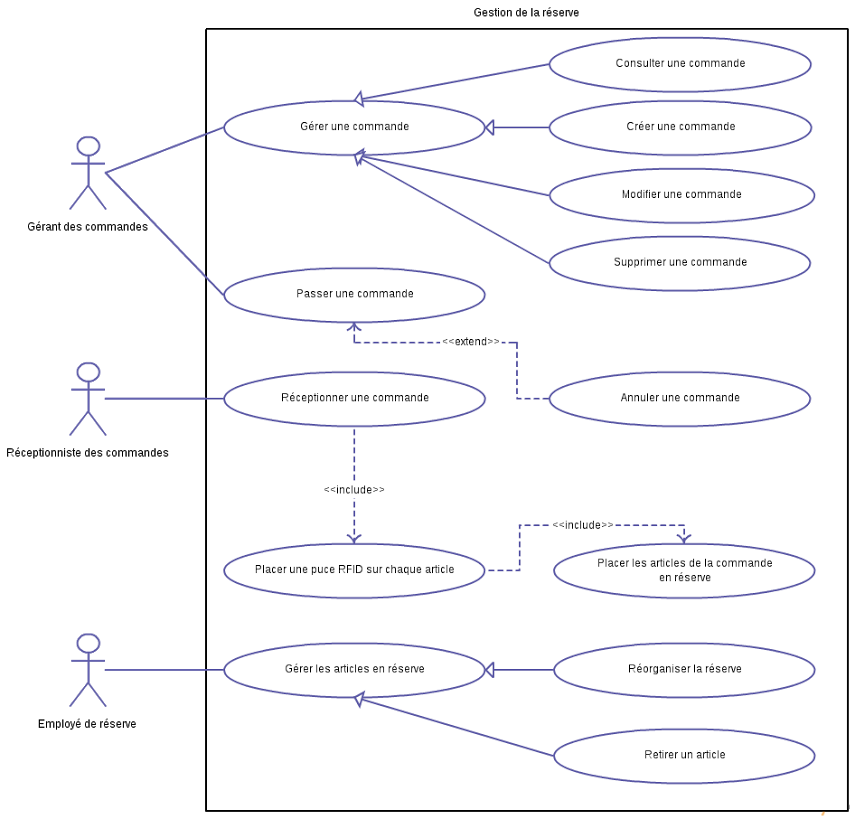 Gestion de la réserve
Consulter une commande
Gérer une commande
Créer une commande
Modifier une commande
Gérant des commandes
Supprimer une commande
Passer une commande
<<extend>>
Réceptionner une commande
Annuler une commande
Réceptionniste des commandes
<<include>>
<<include>>
Placer une puce RFID sur chaque article
Placer les articles de la commande
en réserve
Gérer les articles en réserve
Réorganiser la réserve
Employé de réserve
Retirer un article